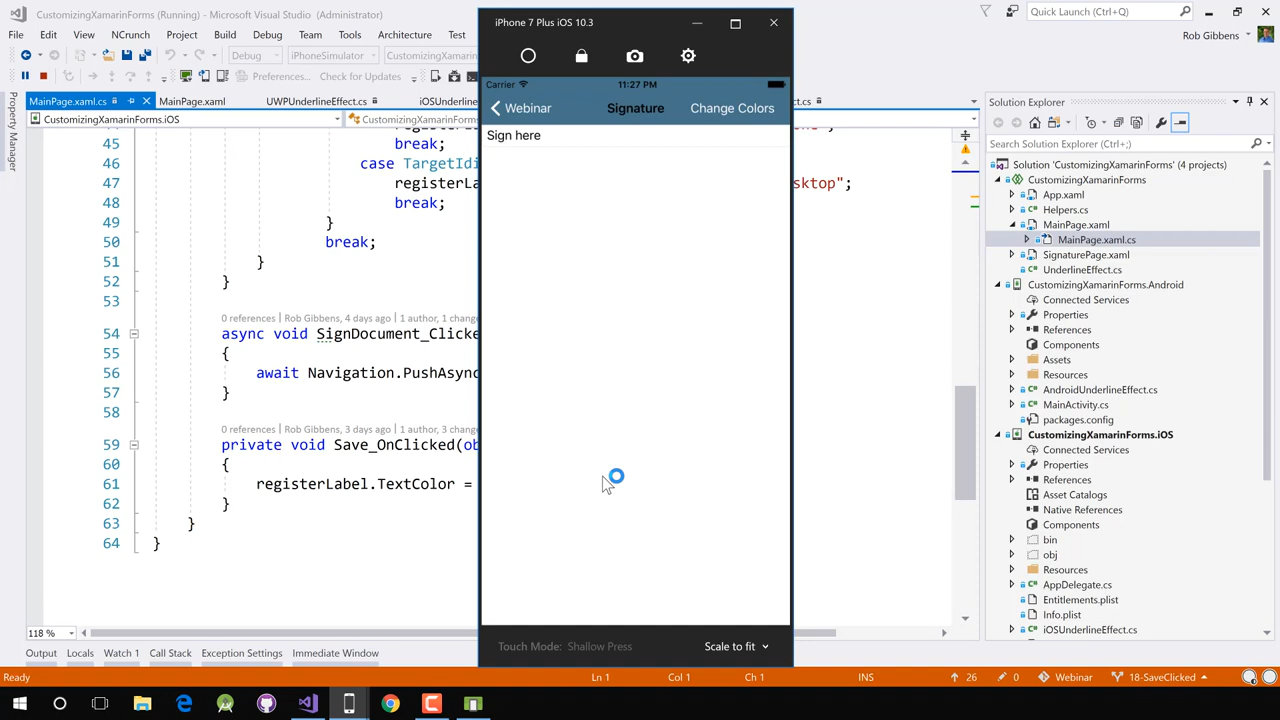 CustomizingXamarinForms (Running) - Microsoft Visual Studio
Quick Launch (Ctrl+;)
File Edit View NCrunch Project Build Debug Team Tools Architecture Test
Rob Gibbens
Debug iPhoneSimulator CustomizingXamarinForms.
Preferences... Check for Updates
MainPage.xaml.cs MainPage.xaml UWPUnderlineEffect.cs iOSUnderlin
CustomizingXamarinForms.iOS CustomizingXamarinForms.
Property Manager
45 break;
46 case TargetIdi
47 registerLa sktop";
48 break;
49 }
50 break;
51 }
52 }
53
0 references | Rob Gibbens, 4 days ago | 1 author, 1 change
54 async void SignDocument_Clicke
55 {
56 await Navigation.PushAsync
57 }
58
0 references | Rob Gibbens, 3 days ago | 1 author, 3 change
59 private void Save_OnClicked(ob
60 {
61 registerLabel.TextColor =
62 }
63 }
64 }
118 %
Output Locals Watch 1 Call Stack Exception Settings Immediate Window
iPhone 7 Plus iOS 10.3
Carrier 11:27 PM
Webinar Signature Change Colors
Sign here
Touch Mode: Shallow Press Scale to fit
Solution Explorer
Search Solution Explorer (Ctrl+;)
Solution 'CustomizingXamarinForms' (4 projects)
CustomizingXamarinForms
App.xaml
Helpers.cs
MainPage.xaml
MainPage.xaml.cs
SignaturePage.xaml
UnderlineEffect.cs
CustomizingXamarinForms.Android
Connected Services
Properties
References
Components
Assets
Resources
AndroidUnderlineEffect.cs
MainActivity.cs
packages.config
CustomizingXamarinForms.iOS
Connected Services
Properties
References
Asset Catalogs
Native References
Components
bin
obj
Resources
AppDelegate.cs
Entitlements.plist
Info.plist
iOSUnderlineEffect.cs
Ready Ln 1 Col 1 Ch 1 INS 26 0 Webinar 18-SaveClicked